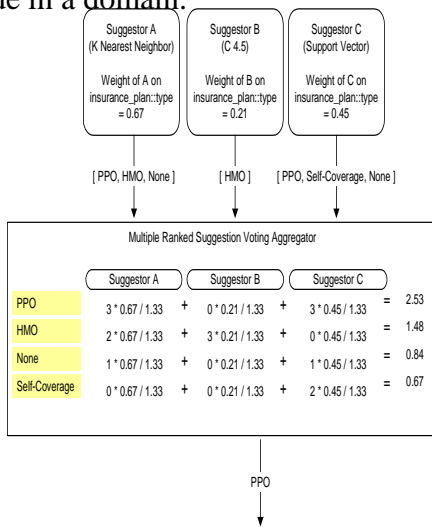 ue in a domain.
Suggestor A
(K Nearest Neighbor)
Weight of A on
insurance_plan::type
= 0.67
Suggestor B
(C 4.5)
Weight of B on
insurance_plan::type
= 0.21
Suggestor C
(Support Vector)
Weight of C on
insurance_plan::type
= 0.45
[ PPO, HMO, None ]
[ HMO ]
[ PPO, Self-Coverage, None ]
Multiple Ranked Suggestion Voting Aggregator
Suggestor A Suggestor B Suggestor C
PPO 3 * 0.67 / 1.33 + 0 * 0.21 / 1.33 + 3 * 0.45 / 1.33 = 2.53
HMO 2 * 0.67 / 1.33 + 3 * 0.21 / 1.33 + 0 * 0.45 / 1.33 = 1.48
None 1 * 0.67 / 1.33 + 0 * 0.21 / 1.33 + 1 * 0.45 / 1.33 = 0.84
Self-Coverage 0 * 0.67 / 1.33 + 0 * 0.21 / 1.33 + 2 * 0.45 / 1.33 = 0.67
PPO